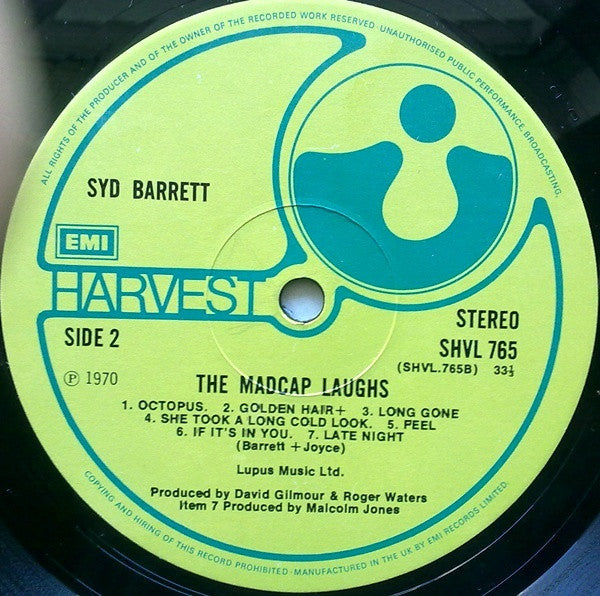 ALL RIGHTS OF THE PRODUCER AND OF THE OWNER OF THE RECORDED WORK RESERVED · UNAUTHORISED PUBLIC PERFORMANCE, BROADCASTING,
SYD BARRETT
EMI
HARVEST
SIDE 2
STEREO
SHVL 765
(SHVL.765B) 33⅓
Ⓟ 1970
THE MADCAP LAUGHS
1. OCTOPUS. 2. GOLDEN HAIR+ 3. LONG GONE
4. SHE TOOK A LONG COLD LOOK. 5. PEEL
6. IF IT'S IN YOU. 7. LATE NIGHT
(Barrett + Joyce)
Lupus Music Ltd.
Produced by David Gilmour & Roger Waters
Item 7 Produced by Malcolm Jones
COPYING AND HIRING OF THIS RECORD PROHIBITED · MANUFACTURED IN THE UK BY EMI RECORDS LIMITED.